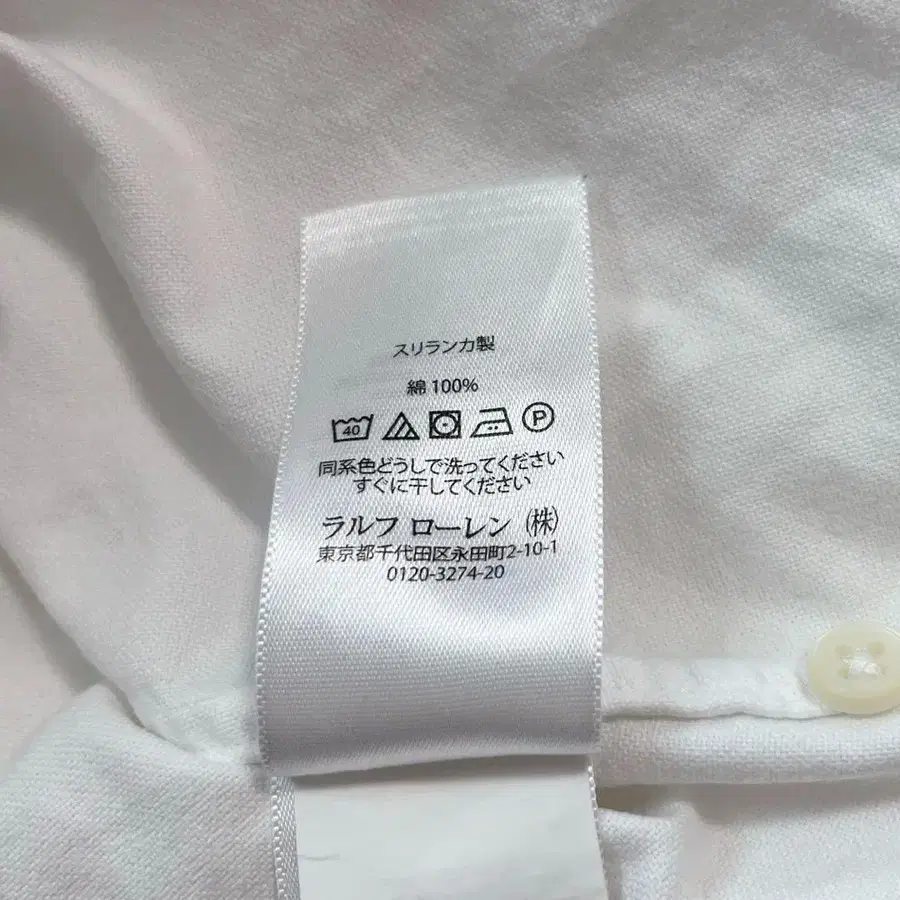 スリランカ製
綿 100%
40 P
同系色どうしで洗ってください
すぐに干してください
ラルフ ローレン (株)
東京都千代田区永田町2-10-1
0120-3274-20